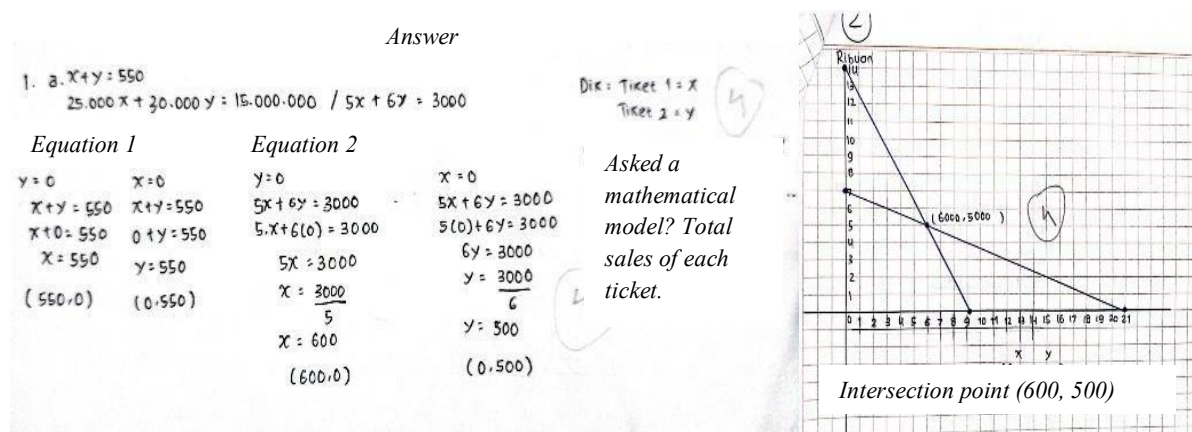 Answer
1. a. x+y = 550
25.000 x + 30.000 y = 15.000.000 / 5x + 6y = 3000
Dik : Tiket 1 = x
Tiket 2 = y
4
Equation 1 Equation 2
y = 0 x = 0 y = 0 x = 0
x+y = 550 x+y = 550 5x + 6y = 3000 5x + 6y = 3000
x+0 = 550 0+y = 550 5.x+6(0) = 3000 5(0)+6y = 3000
x = 550 y = 550 5x = 3000 6y = 3000
(550,0) (0,550) x = 3000/5 y = 3000/6
x = 600 y = 500
(600,0) (0,500)
Asked a
mathematical
model? Total
sales of each
ticket.
2
Ribuan
14
13
12
11
10
9
8
6
5
4
3
2
1
(6000, 5000)
4
0 1 2 3 4 5 6 7 8 9 10 11 12 13 14 15 16 17 18 19 20 21
x y
Intersection point (600, 500)